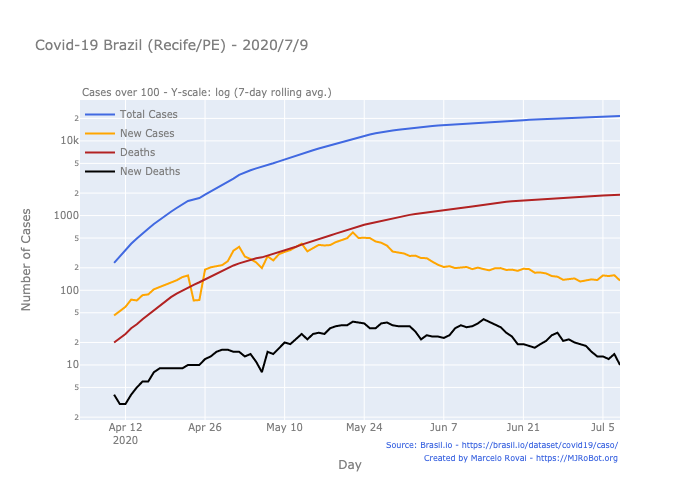 Covid-19 Brazil (Recife/PE) - 2020/7/9
Cases over 100 - Y-scale: log (7-day rolling avg.)
Total Cases
New Cases
Deaths
New Deaths
2
10k
5
2
1000
5
2
100
5
2
10
5
2
Number of Cases
Apr 12 Apr 26 May 10 May 24 Jun 7 Jun 21 Jul 5
2020
Day
Source: Brasil.io - https://brasil.io/dataset/covid19/caso/
Created by Marcelo Rovai - https://MJRoBot.org